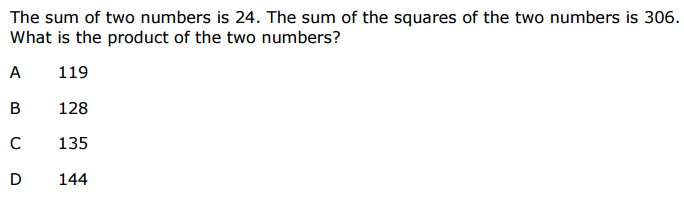 The sum of two numbers is 24. The sum of the squares of the two numbers is 306.
What is the product of the two numbers?
A 119
B 128
C 135
D 144